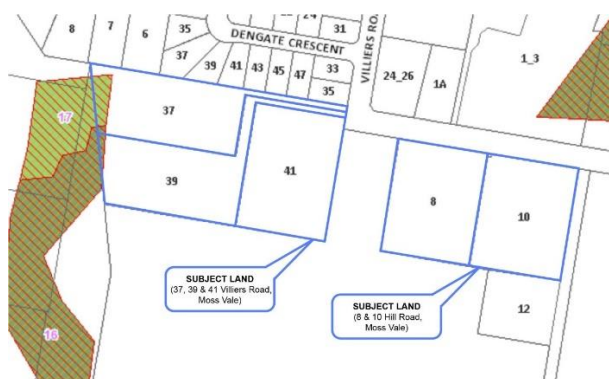 8
7
6
35
37
39
41
43
45
47
24
31
33
35
DENGATE CRESCENT
VILLIERS RO
24_26
1A
1_3
17
37
39
41
8
10
12
16
SUBJECT LAND
(37, 39 & 41 Villiers Road,
Moss Vale)
SUBJECT LAND
(8 & 10 Hill Road,
Moss Vale)